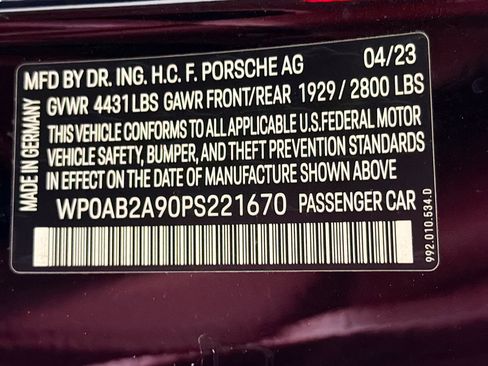 MFD BY DR. ING. H.C. F. PORSCHE AG 04/23
GVWR 4431 LBS GAWR FRONT/REAR 1929 / 2800 LBS
THIS VEHICLE CONFORMS TO ALL APPLICABLE U.S.FEDERAL MOTOR
VEHICLE SAFETY, BUMPER, AND THEFT PREVENTION STANDARDS
IN EFFECT ON THE DATE OF MANUFACTURE SHOWN ABOVE
WP0AB2A90PS221670 PASSENGER CAR
MADE IN GERMANY
992.010.534.D